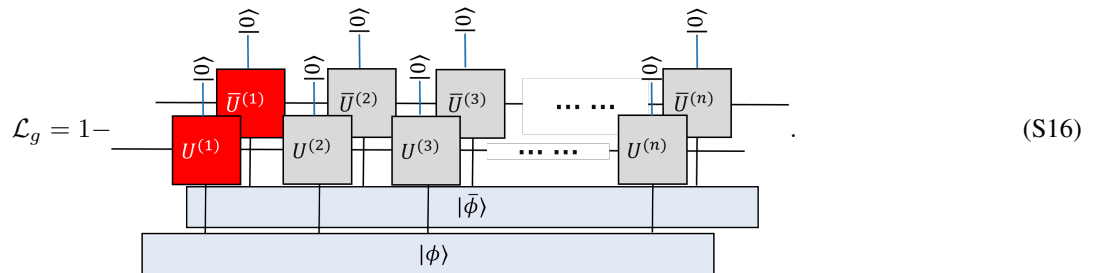 |0⟩ |0⟩ |0⟩ |0⟩
|0⟩ |0⟩ |0⟩ |0⟩
Ū⁽¹⁾ Ū⁽²⁾ Ū⁽³⁾ ... ... Ū⁽ⁿ⁾
ℒ_g = 1− . (S16)
U⁽¹⁾ U⁽²⁾ U⁽³⁾ ... ... U⁽ⁿ⁾
|ϕ̄⟩
|ϕ⟩